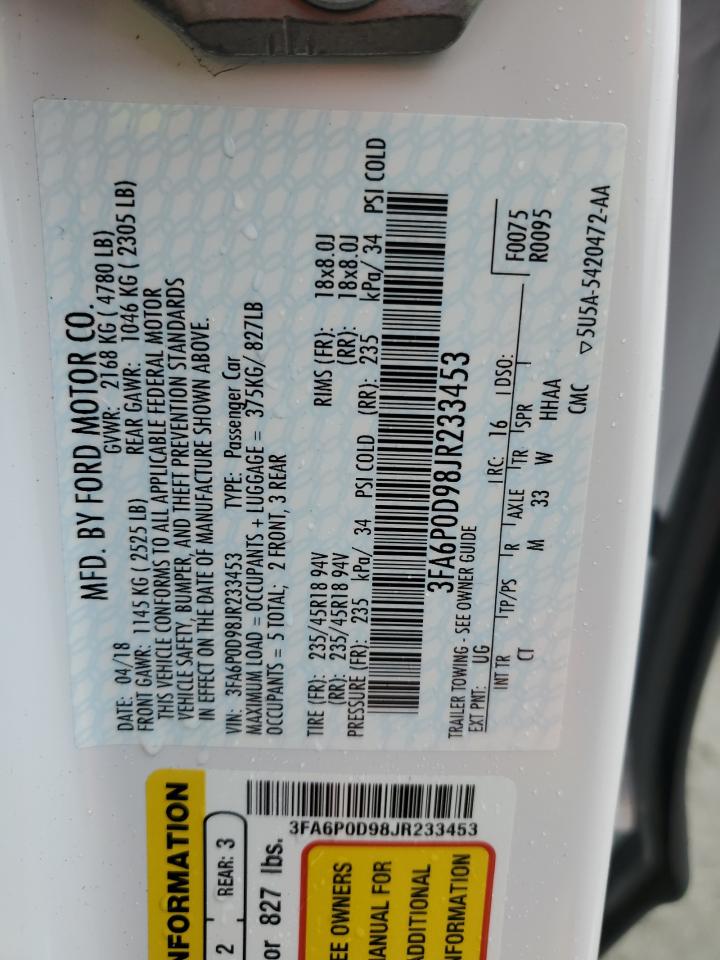 MFD. BY FORD MOTOR CO.
DATE: 04/18 GVWR: 2168 KG ( 4780 LB)
FRONT GAWR: 1145 KG (2525 LB) REAR GAWR: 1046 KG ( 2305 LB)
THIS VEHICLE CONFORMS TO ALL APPLICABLE FEDERAL MOTOR
VEHICLE SAFETY, BUMPER, AND THEFT PREVENTION STANDARDS
IN EFFECT ON THE DATE OF MANUFACTURE SHOWN ABOVE.
VIN: 3FA6P0D98JR233453 TYPE: Passenger Car
MAXIMUM LOAD = OCCUPANTS + LUGGAGE = 375KG/ 827LB
OCCUPANTS = 5 TOTAL; 2 FRONT, 3 REAR
TIRE (FR): 235/45R18 94V RIMS (FR): 18x8.0J
(RR): 235/45R18 94V (RR): 18x8.0J
PRESSURE (FR): 235 kPa/ 34 PSI COLD (RR): 235 kPa/ 34 PSI COLD
3FA6P0D98JR233453
TRAILER TOWING - SEE OWNER GUIDE
EXT PNT: UG RC: 16 DSO: F0075
R0095
INT TR TP/PS R AXLE TR SPR
CT M 33 W HHAA
CMC ▽5U5A-5420472-AA
NFORMATION
2 REAR: 3
or 827 lbs.
3FA6P0D98JR233453
EE OWNERS
ANUAL FOR
ADDITIONAL
NFORMATION